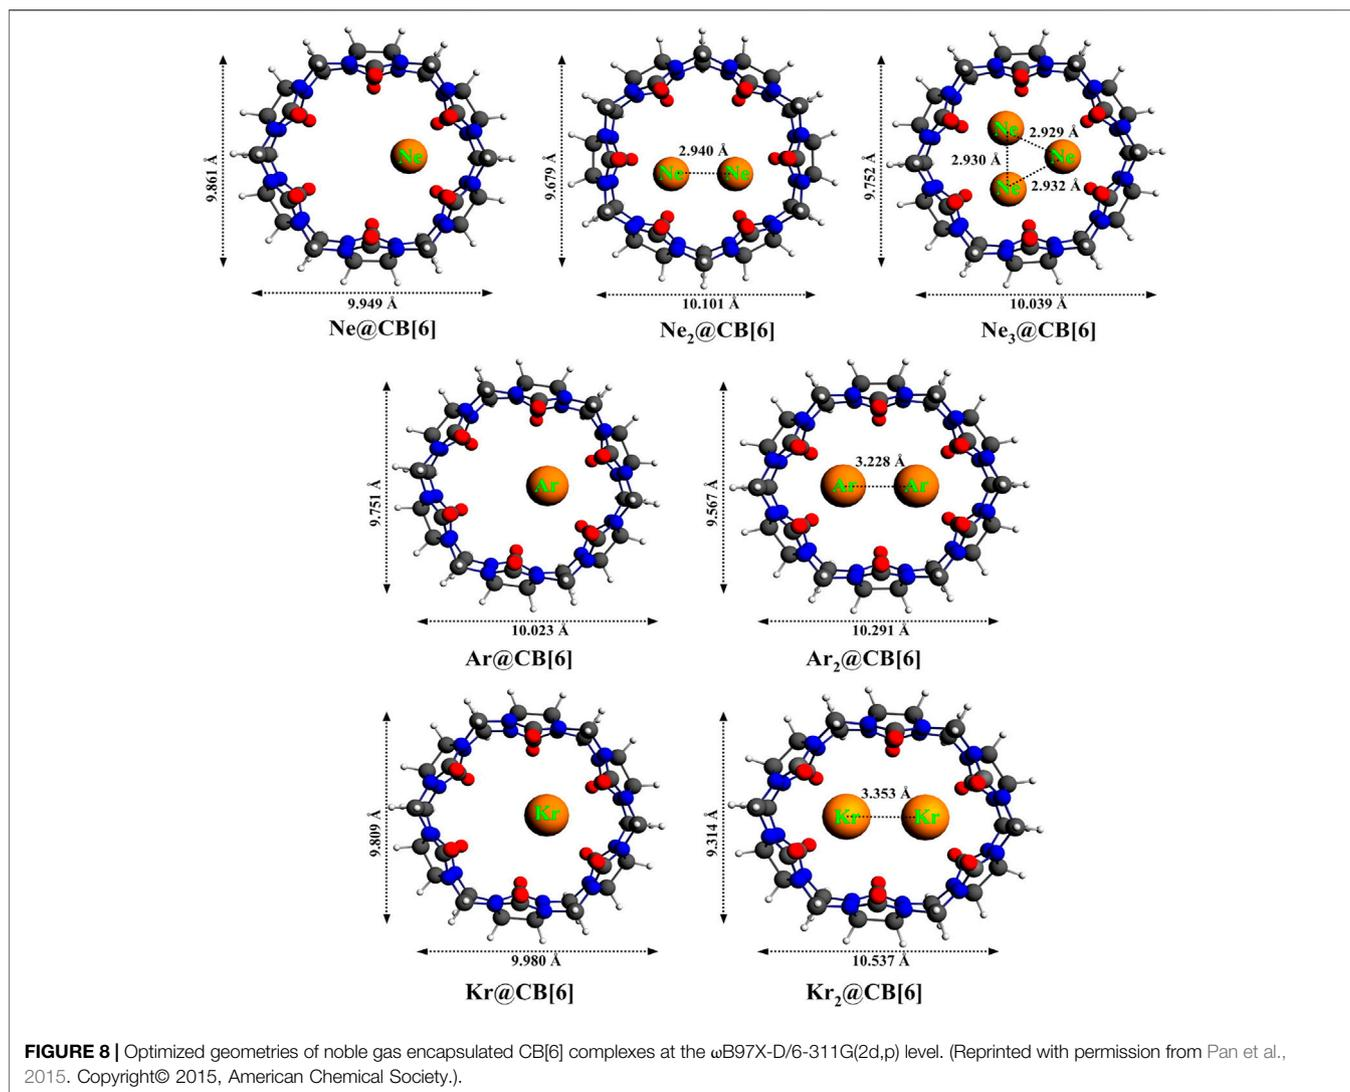 9.861 Å
Ne
9.949 Å
Ne@CB[6]
9.679 Å
2.940 Å
Ne Ne
10.101 Å
Ne₂@CB[6]
9.752 Å
Ne
2.929 Å
2.930 Å
Ne
Ne
2.932 Å
10.039 Å
Ne₃@CB[6]
9.751 Å
Ar
10.023 Å
Ar@CB[6]
9.567 Å
3.228 Å
Ar Ar
10.291 Å
Ar₂@CB[6]
9.809 Å
Kr
9.980 Å
Kr@CB[6]
9.314 Å
3.353 Å
Kr Kr
10.537 Å
Kr₂@CB[6]
FIGURE 8 | Optimized geometries of noble gas encapsulated CB[6] complexes at the ωB97X-D/6-311G(2d,p) level. (Reprinted with permission from Pan et al.,
2015. Copyright© 2015, American Chemical Society.).